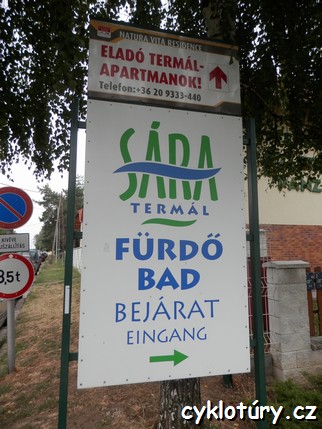 NATURA VITA RESIDENCE
ELADÓ TERMÁL-
APARTMANOK!
Telefon:+36 20 9333-440
SÁRA
TERMÁL
FÜRDŐ
BAD
BEJÁRAT
EINGANG
KIVÉVE
3,5t
cyklotúry.cz